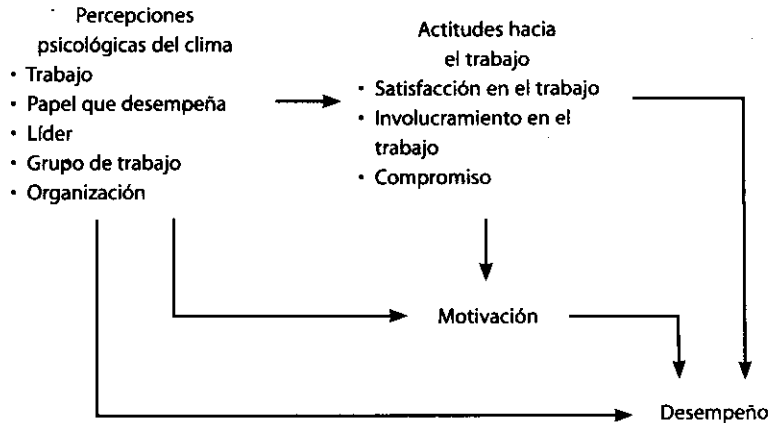 Percepciones
psicológicas del clima
• Trabajo
• Papel que desempeña
• Líder
• Grupo de trabajo
• Organización
Actitudes hacia
el trabajo
• Satisfacción en el trabajo
• Involucramiento en el
trabajo
• Compromiso
Motivación
Desempeño